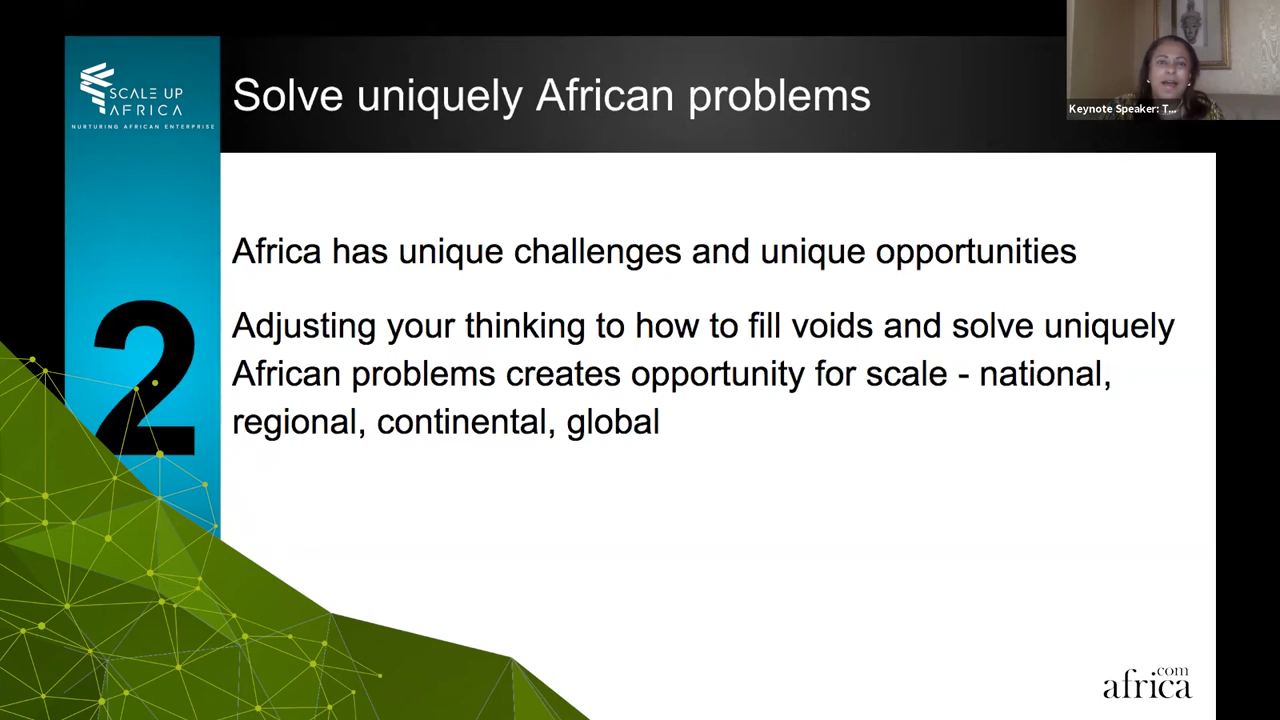 SCALE UP
AFRICA
NURTURING AFRICAN ENTERPRISE
Solve uniquely African problems
Keynote Speaker: T...
2
Africa has unique challenges and unique opportunities
Adjusting your thinking to how to fill voids and solve uniquely
African problems creates opportunity for scale - national,
regional, continental, global
.com
africa